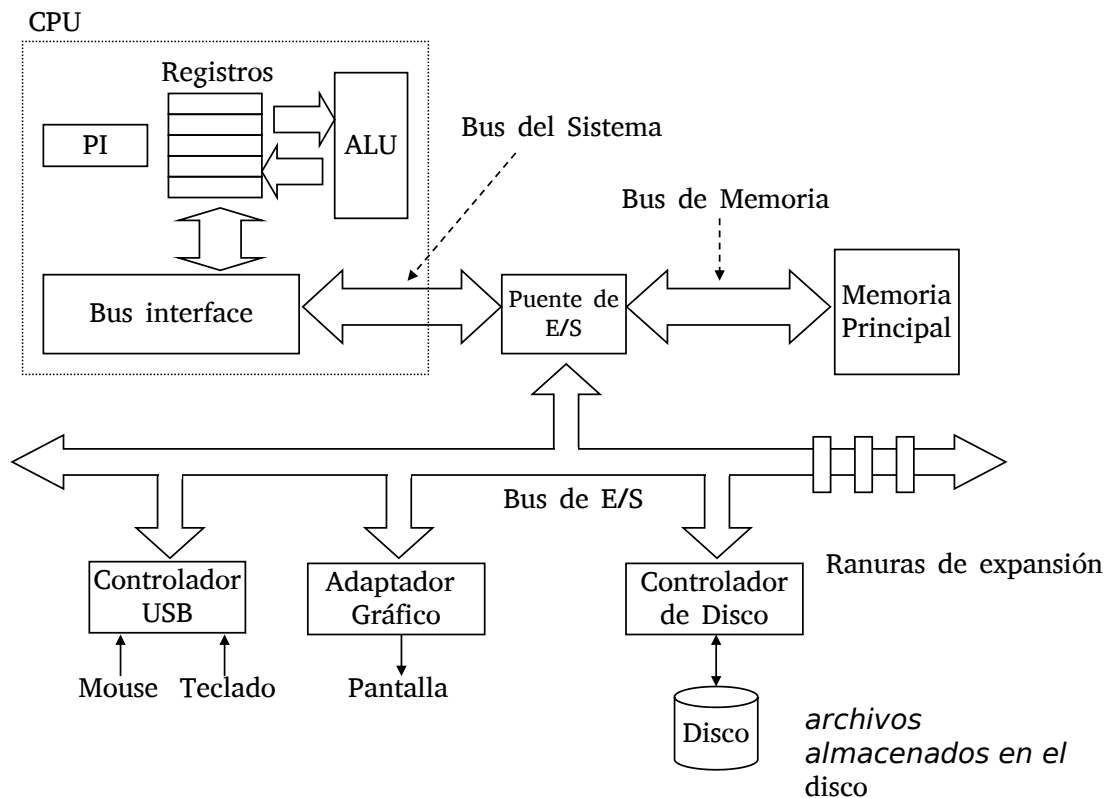 CPU
Registros
PI
ALU
Bus del Sistema
Bus de Memoria
Bus interface
Puente de
E/S
Memoria
Principal
Bus de E/S
Ranuras de expansión
Controlador
USB
Adaptador
Gráfico
Controlador
de Disco
Mouse
Teclado
Pantalla
Disco
archivos
almacenados en el
disco